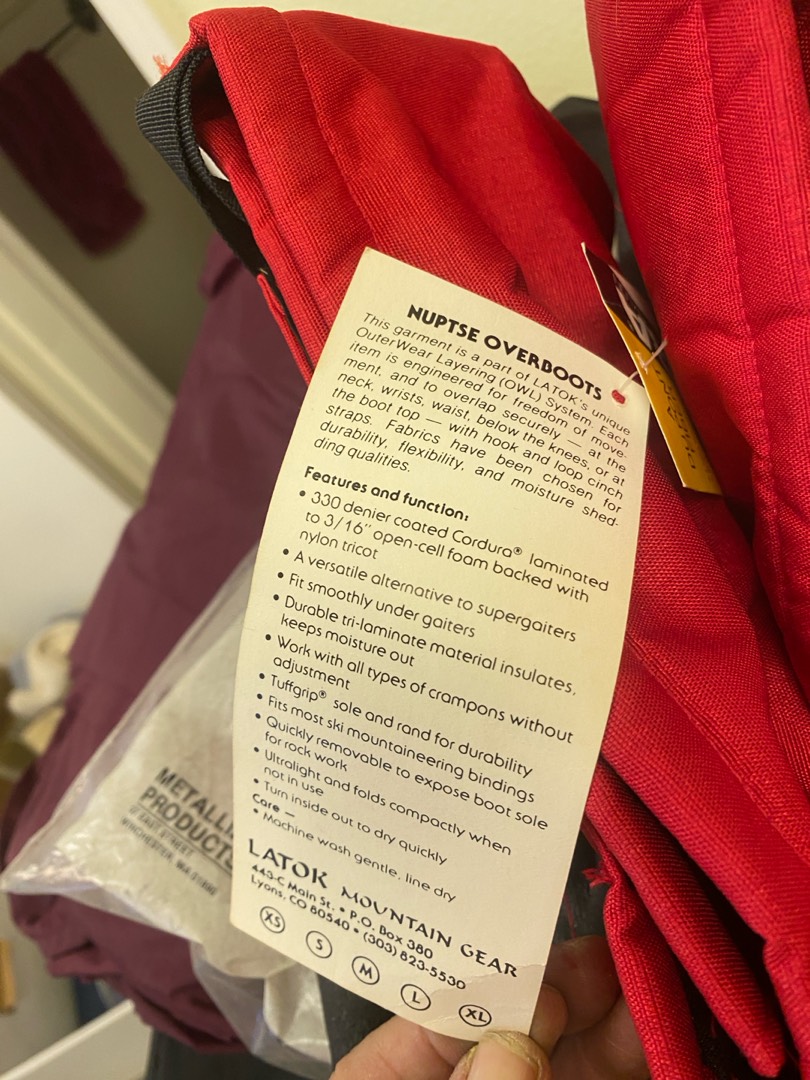 NUPTSE OVERBOOTS
This garment is a part of LATOK's unique
OuterWear Layering (OWL) System. Each
item is engineered for freedom of move-
ment, and to overlap securely — at the
neck, wrists, waist, below the knees, or at
the boot top — with hook and loop cinch
straps. Fabrics have been chosen for
durability, flexibility, and moisture shed-
ding qualities.
Features and function:
• 330 denier coated Cordura® laminated
to 3/16" open-cell foam backed with
nylon tricot
• A versatile alternative to supergaiters
• Fit smoothly under gaiters
• Durable tri-laminate material insulates,
keeps moisture out
• Work with all types of crampons without
adjustment
• Tuffgrip® sole and rand for durability
• Fits most ski mountaineering bindings
• Quickly removable to expose boot sole
for rock work
• Ultralight and folds compactly when
not in use
• Turn inside out to dry quickly
Care —
• Machine wash gentle, line dry
LATOK MOUNTAIN GEAR
443-C Main St. • P.O. Box 380
Lyons, CO 80540 • (303) 823-5530
XS S M L XL
METALLI
PRODUCTS
STREET
WINCHESTER, MA 01890